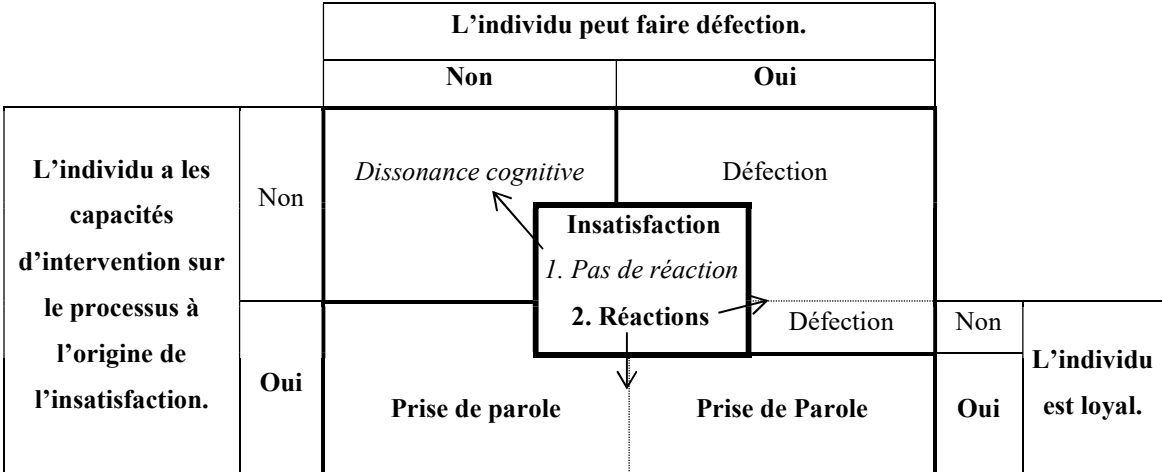 L’individu peut faire défection.
Non
Oui
L’individu a les
capacités
d’intervention sur
le processus à
l’origine de
l’insatisfaction.
Non
Dissonance cognitive
Défection
Insatisfaction
1. Pas de réaction
2. Réactions
Défection
Non
Oui
Prise de parole
Prise de Parole
Oui
L’individu
est loyal.